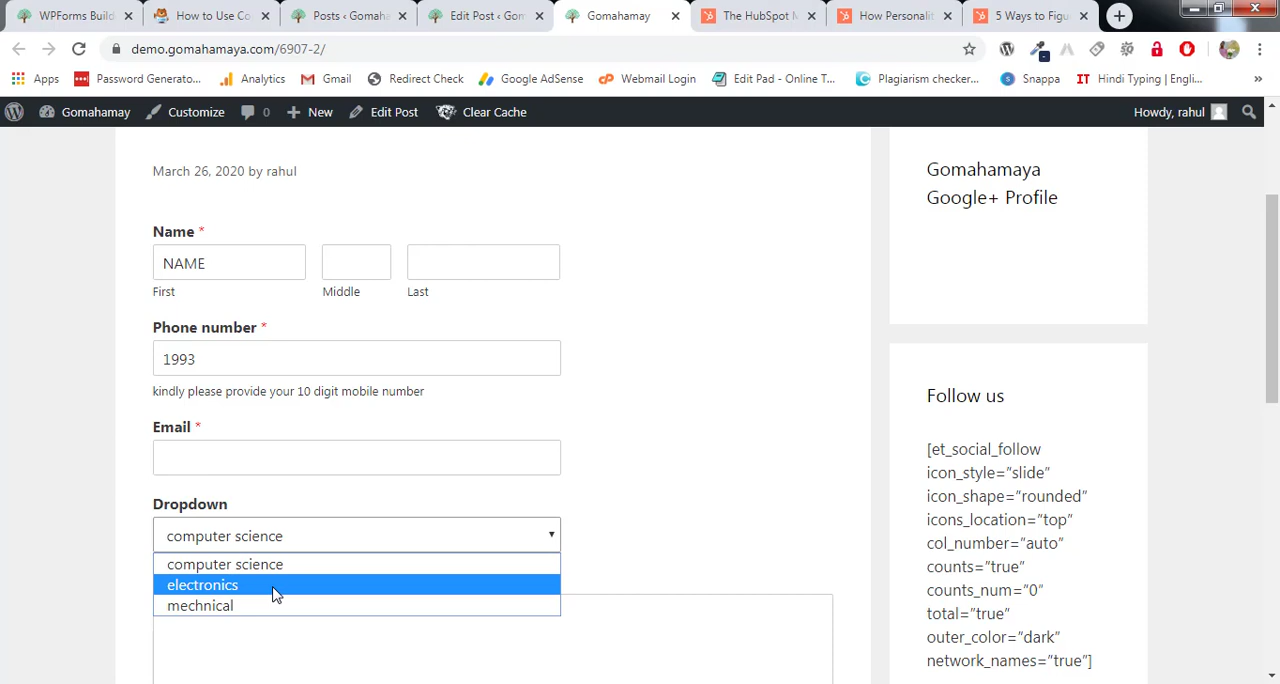 WPForms Buil
How to Use Co
Posts ‹ Gomah
Edit Post ‹ Gom
Gomahamay
The HubSpot M
How Personalit
5 Ways to Figu
demo.gomahamaya.com/6907-2/
Apps
Password Generato...
Analytics
Gmail
Redirect Check
Google AdSense
Webmail Login
Edit Pad - Online T...
Plagiarism checker...
Snappa
IT Hindi Typing | Engli...
»
Gomahamay
Customize
0
New
Edit Post
Clear Cache
Howdy, rahul
March 26, 2020 by rahul
Name *
NAME
First
Middle
Last
Phone number *
1993
kindly please provide your 10 digit mobile number
Email *
Dropdown
computer science
computer science
electronics
mechnical
Gomahamaya
Google+ Profile
Follow us
[et_social_follow
icon_style="slide"
icon_shape="rounded"
icons_location="top"
col_number="auto"
counts="true"
counts_num="0"
total="true"
outer_color="dark"
network_names="true"]